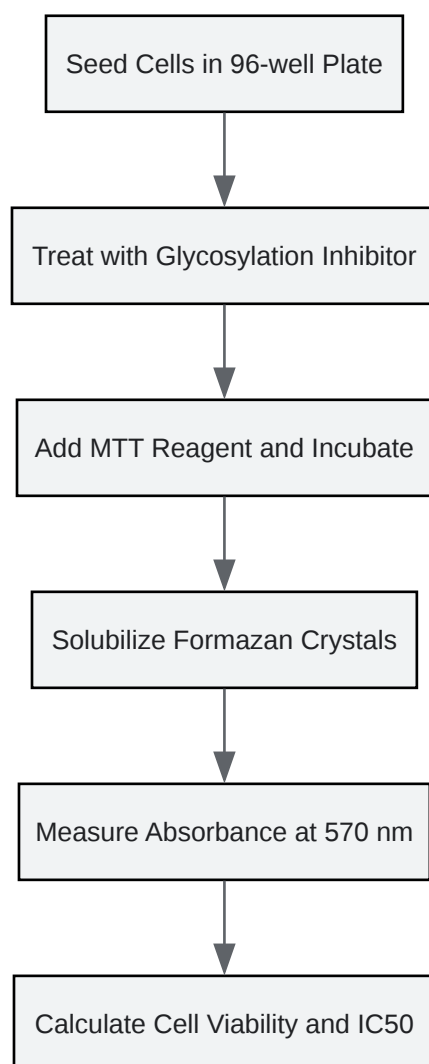 Seed Cells in 96-well Plate
Treat with Glycosylation Inhibitor
Add MTT Reagent and Incubate
Solubilize Formazan Crystals
Measure Absorbance at 570 nm
Calculate Cell Viability and IC50